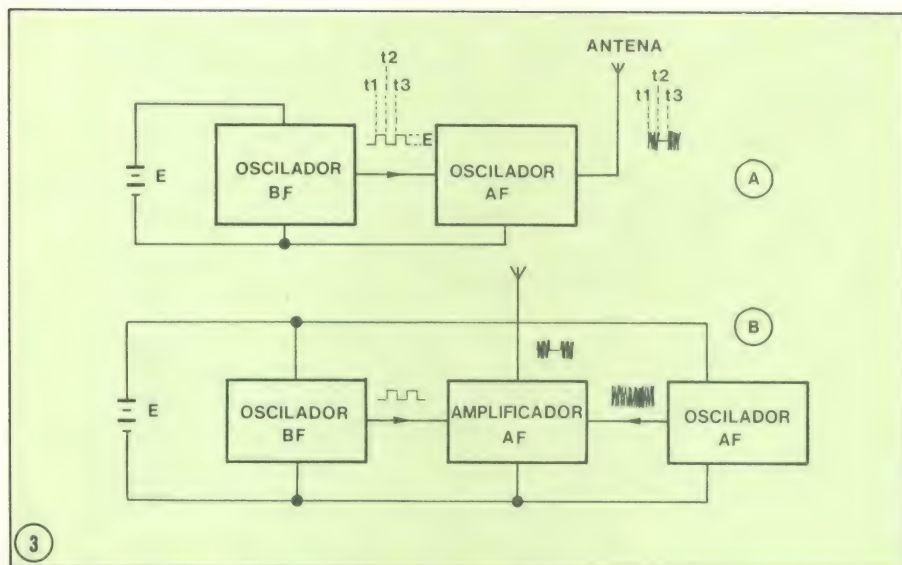 ANTENA
t2
t1 t3
t2
t1 t3
E
E
OSCILADOR
BF
OSCILADOR
AF
A
B
E
OSCILADOR
BF
AMPLIFICADOR
AF
OSCILADOR
AF
3